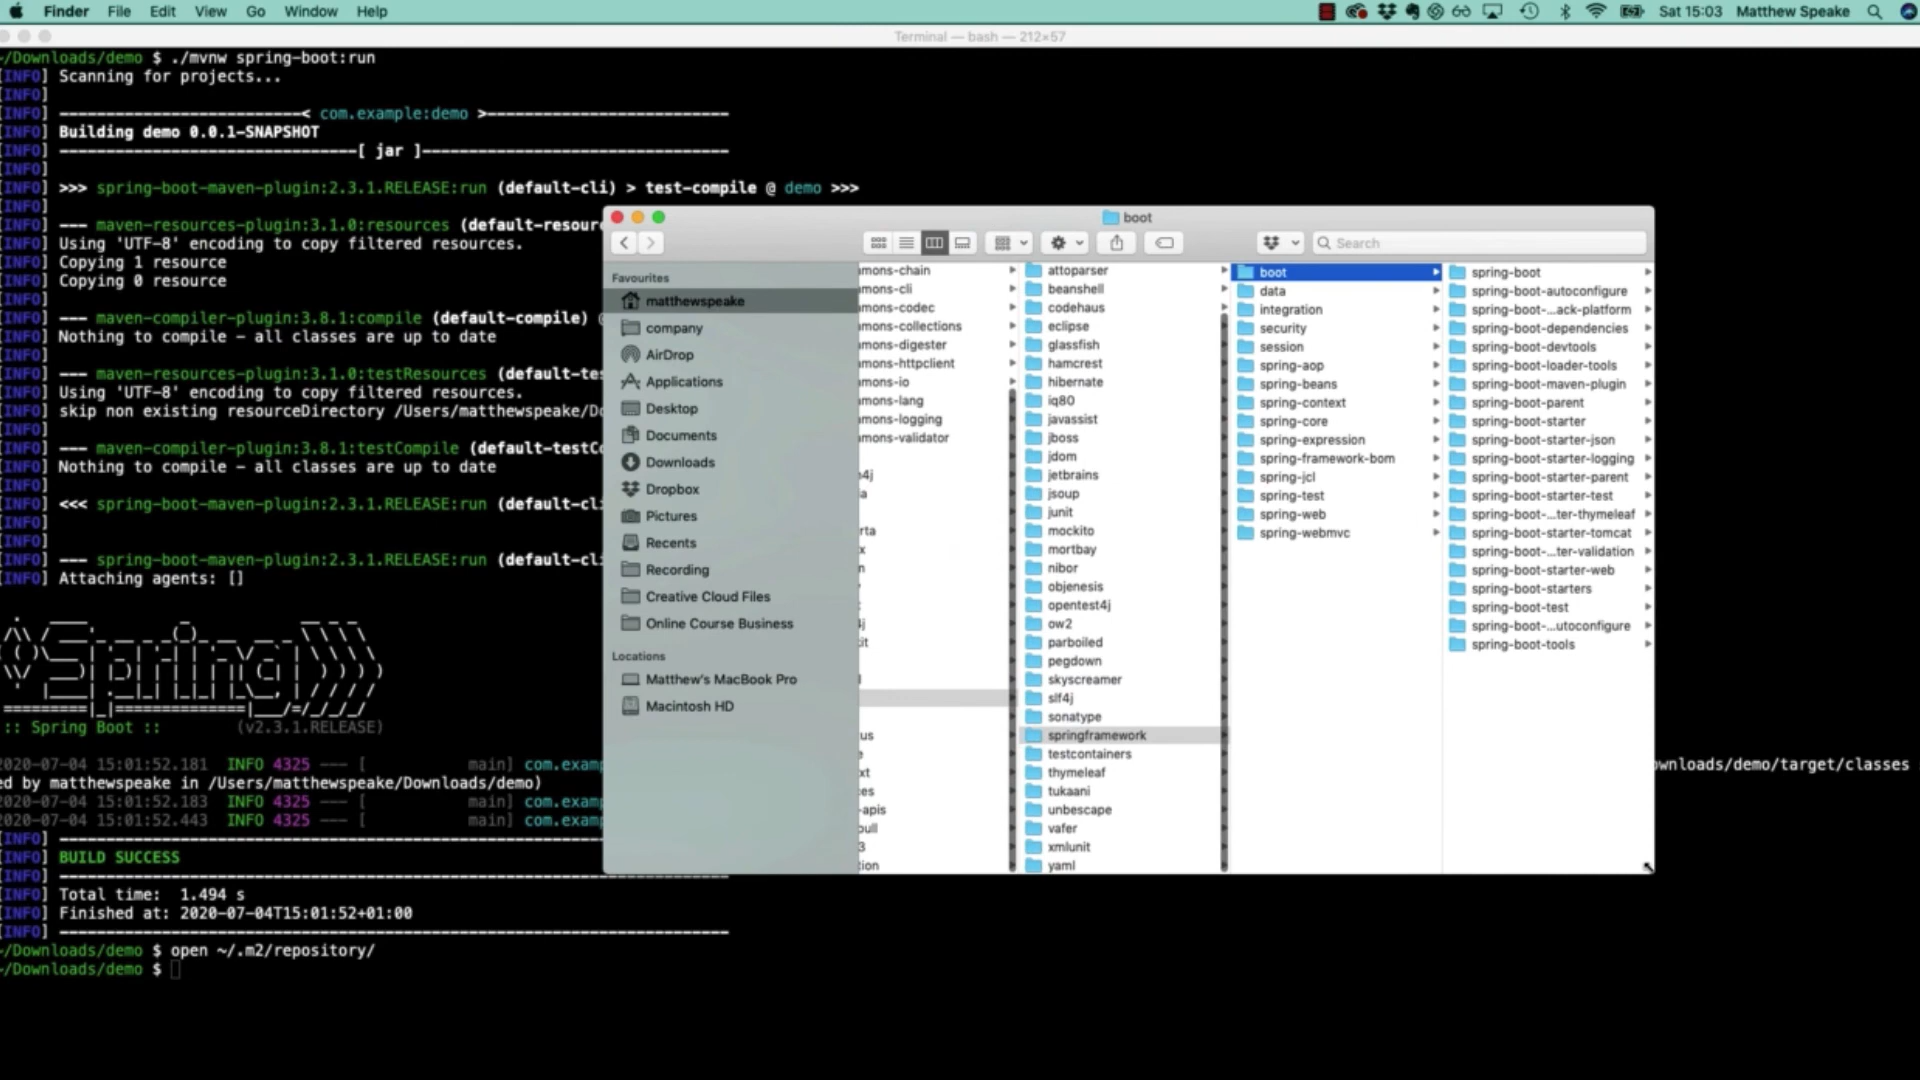 Finder File Edit View Go Window Help
Sat 15:03 Matthew Speake
Terminal — bash — 212×57
~/Downloads/demo $ ./mvnw spring-boot:run
[INFO] Scanning for projects...
[INFO]
[INFO] ---------------------------< com.example:demo >---------------------------
[INFO] Building demo 0.0.1-SNAPSHOT
[INFO] --------------------------------[ jar ]---------------------------------
[INFO]
[INFO] >>> spring-boot-maven-plugin:2.3.1.RELEASE:run (default-cli) > test-compile @ demo >>>
[INFO]
[INFO] --- maven-resources-plugin:3.1.0:resources (default-resour
[INFO] Using 'UTF-8' encoding to copy filtered resources.
[INFO] Copying 1 resource
[INFO] Copying 0 resource
[INFO]
[INFO] --- maven-compiler-plugin:3.8.1:compile (default-compile) @
[INFO] Nothing to compile - all classes are up to date
[INFO]
[INFO] --- maven-resources-plugin:3.1.0:testResources (default-tes
[INFO] Using 'UTF-8' encoding to copy filtered resources.
[INFO] skip non existing resourceDirectory /Users/matthewspeake/Do
[INFO]
[INFO] --- maven-compiler-plugin:3.8.1:testCompile (default-testCo
[INFO] Nothing to compile - all classes are up to date
[INFO]
[INFO] <<< spring-boot-maven-plugin:2.3.1.RELEASE:run (default-cli
[INFO]
[INFO]
[INFO] --- spring-boot-maven-plugin:2.3.1.RELEASE:run (default-cli
[INFO] Attaching agents: []
Spring
:: Spring Boot :: (v2.3.1.RELEASE)
2020-07-04 15:01:52.181 INFO 4325 --- [ main] com.examp
ownloads/demo/target/classes
ed by matthewspeake in /Users/matthewspeake/Downloads/demo)
2020-07-04 15:01:52.183 INFO 4325 --- [ main] com.examp
2020-07-04 15:01:52.443 INFO 4325 --- [ main] com.examp
[INFO] ------------------------------------------------------------------------
[INFO] BUILD SUCCESS
[INFO] ------------------------------------------------------------------------
[INFO] Total time: 1.494 s
[INFO] Finished at: 2020-07-04T15:01:52+01:00
[INFO] ------------------------------------------------------------------------
~/Downloads/demo $ open ~/.m2/repository/
~/Downloads/demo $
boot
Search
Favourites
matthewspeake
company
AirDrop
Applications
Desktop
Documents
Downloads
Dropbox
Pictures
Recents
Recording
Creative Cloud Files
Online Course Business
Locations
Matthew's MacBook Pro
Macintosh HD
mons-chain
mons-cli
mons-codec
mons-collections
mons-digester
mons-httpclient
mons-io
mons-lang
mons-logging
mons-validator
us
xt
ces
-apis
3
tion
attoparser
beanshell
codehaus
eclipse
glassfish
hamcrest
hibernate
iq80
javassist
jboss
jdom
jetbrains
jsoup
junit
mockito
mortbay
nibor
objenesis
opentest4j
ow2
parboiled
pegdown
skyscreamer
slf4j
sonatype
springframework
testcontainers
thymeleaf
tukaani
unbescape
vafer
xmlunit
yaml
boot
data
integration
security
session
spring-aop
spring-beans
spring-context
spring-core
spring-expression
spring-framework-bom
spring-jcl
spring-test
spring-web
spring-webmvc
spring-boot
spring-boot-autoconfigure
spring-boot-...ack-platform
spring-boot-dependencies
spring-boot-devtools
spring-boot-loader-tools
spring-boot-maven-plugin
spring-boot-parent
spring-boot-starter
spring-boot-starter-json
spring-boot-starter-logging
spring-boot-starter-parent
spring-boot-starter-test
spring-boot-...ter-thymeleaf
spring-boot-starter-tomcat
spring-boot-...ter-validation
spring-boot-starter-web
spring-boot-starters
spring-boot-test
spring-boot-...utoconfigure
spring-boot-tools